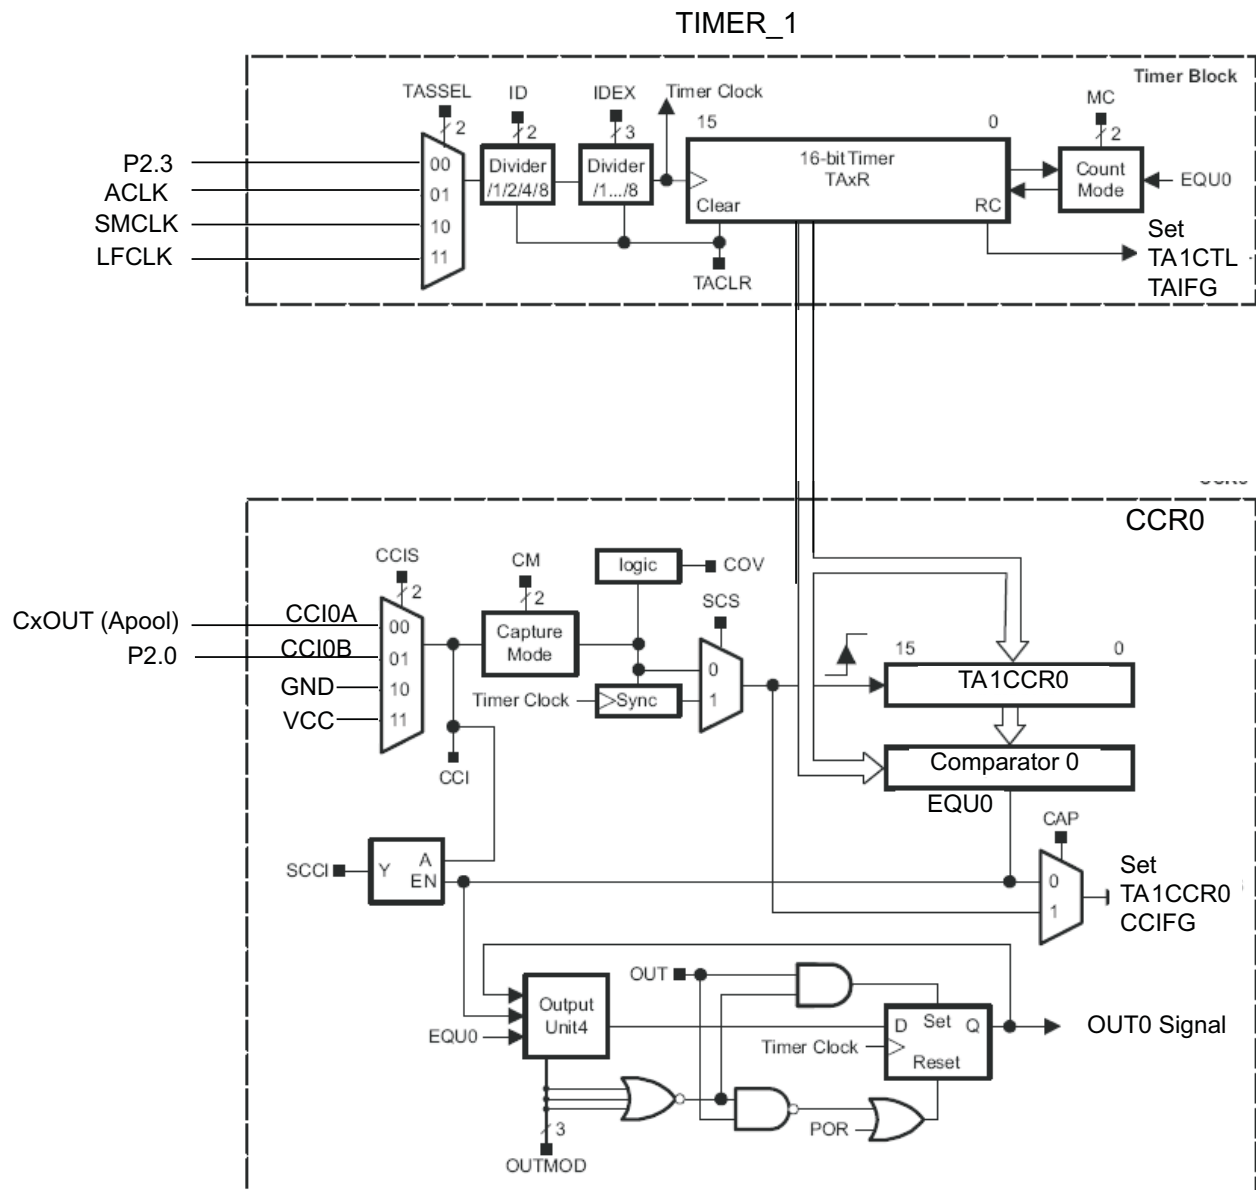 TIMER_1
Timer Block
TASSEL
ID
IDEX
Timer Clock
MC
2
2
3
15
0
2
P2.3
ACLK
SMCLK
LFCLK
00
01
10
11
Divider
/1/2/4/8
Divider
/1.../8
16-bit Timer
TAxR
Clear
RC
Count
Mode
EQU0
TACLR
Set
TA1CTL
TAIFG
CCR0
CCIS
2
CM
2
logic
COV
SCS
CxOUT (Apool)
P2.0
CCI0A
CCI0B
GND
VCC
00
01
10
11
Capture
Mode
Timer Clock
Sync
0
1
15
0
TA1CCR0
Comparator 0
EQU0
CCI
CAP
SCCI
Y
A
EN
0
1
Set
TA1CCR0
CCIFG
OUT
Output
Unit4
EQU0
D
Set
Q
Timer Clock
Reset
OUT0 Signal
3
POR
OUTMOD